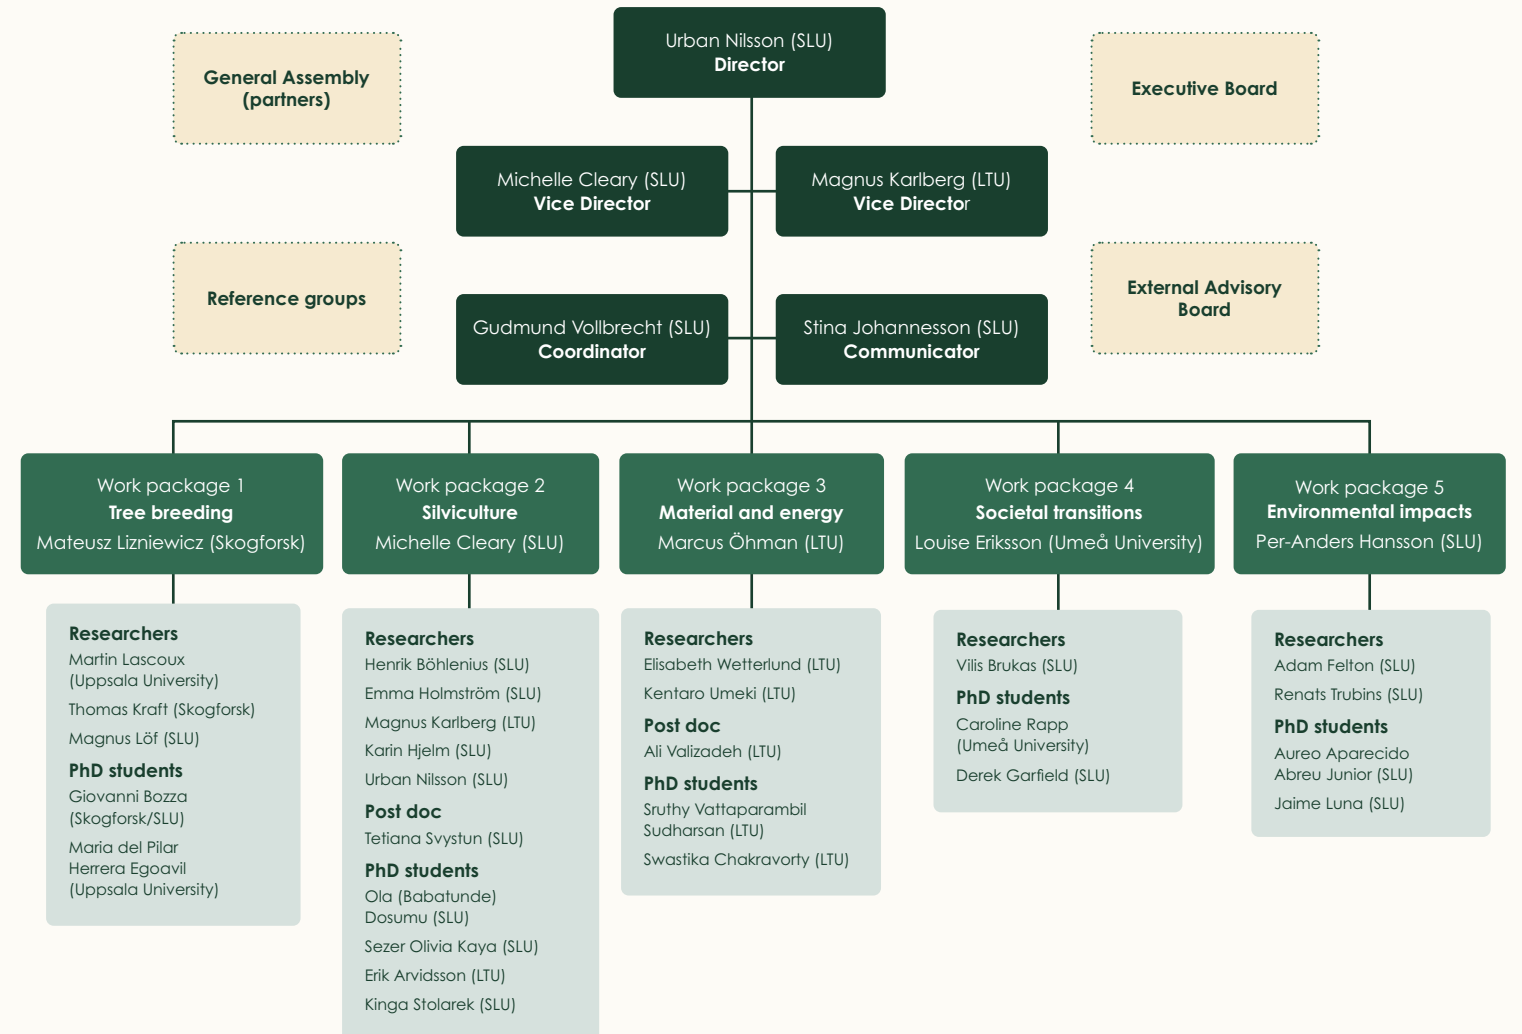 Urban Nilsson (SLU)
Director
General Assembly
(partners)
Executive Board
Michelle Cleary (SLU)
Vice Director
Magnus Karlberg (LTU)
Vice Director
Reference groups
External Advisory
Board
Gudmund Vollbrecht (SLU)
Coordinator
Stina Johannesson (SLU)
Communicator
Work package 1
Tree breeding
Mateusz Lizniewicz (Skogforsk)
Work package 2
Silviculture
Michelle Cleary (SLU)
Work package 3
Material and energy
Marcus Öhman (LTU)
Work package 4
Societal transitions
Louise Eriksson (Umeå University)
Work package 5
Environmental impacts
Per-Anders Hansson (SLU)
Researchers
Martin Lascoux
(Uppsala University)
Thomas Kraft (Skogforsk)
Magnus Löf (SLU)
PhD students
Giovanni Bozza
(Skogforsk/SLU)
Maria del Pilar
Herrera Egoavil
(Uppsala University)
Researchers
Henrik Böhlenius (SLU)
Emma Holmström (SLU)
Magnus Karlberg (LTU)
Karin Hjelm (SLU)
Urban Nilsson (SLU)
Post doc
Tetiana Svystun (SLU)
PhD students
Ola (Babatunde)
Dosumu (SLU)
Sezer Olivia Kaya (SLU)
Erik Arvidsson (LTU)
Kinga Stolarek (SLU)
Researchers
Elisabeth Wetterlund (LTU)
Kentaro Umeki (LTU)
Post doc
Ali Valizadeh (LTU)
PhD students
Sruthy Vattaparambil
Sudharsan (LTU)
Swastika Chakravorty (LTU)
Researchers
Vilis Brukas (SLU)
PhD students
Caroline Rapp
(Umeå University)
Derek Garfield (SLU)
Researchers
Adam Felton (SLU)
Renats Trubins (SLU)
PhD students
Aureo Aparecido
Abreu Junior (SLU)
Jaime Luna (SLU)